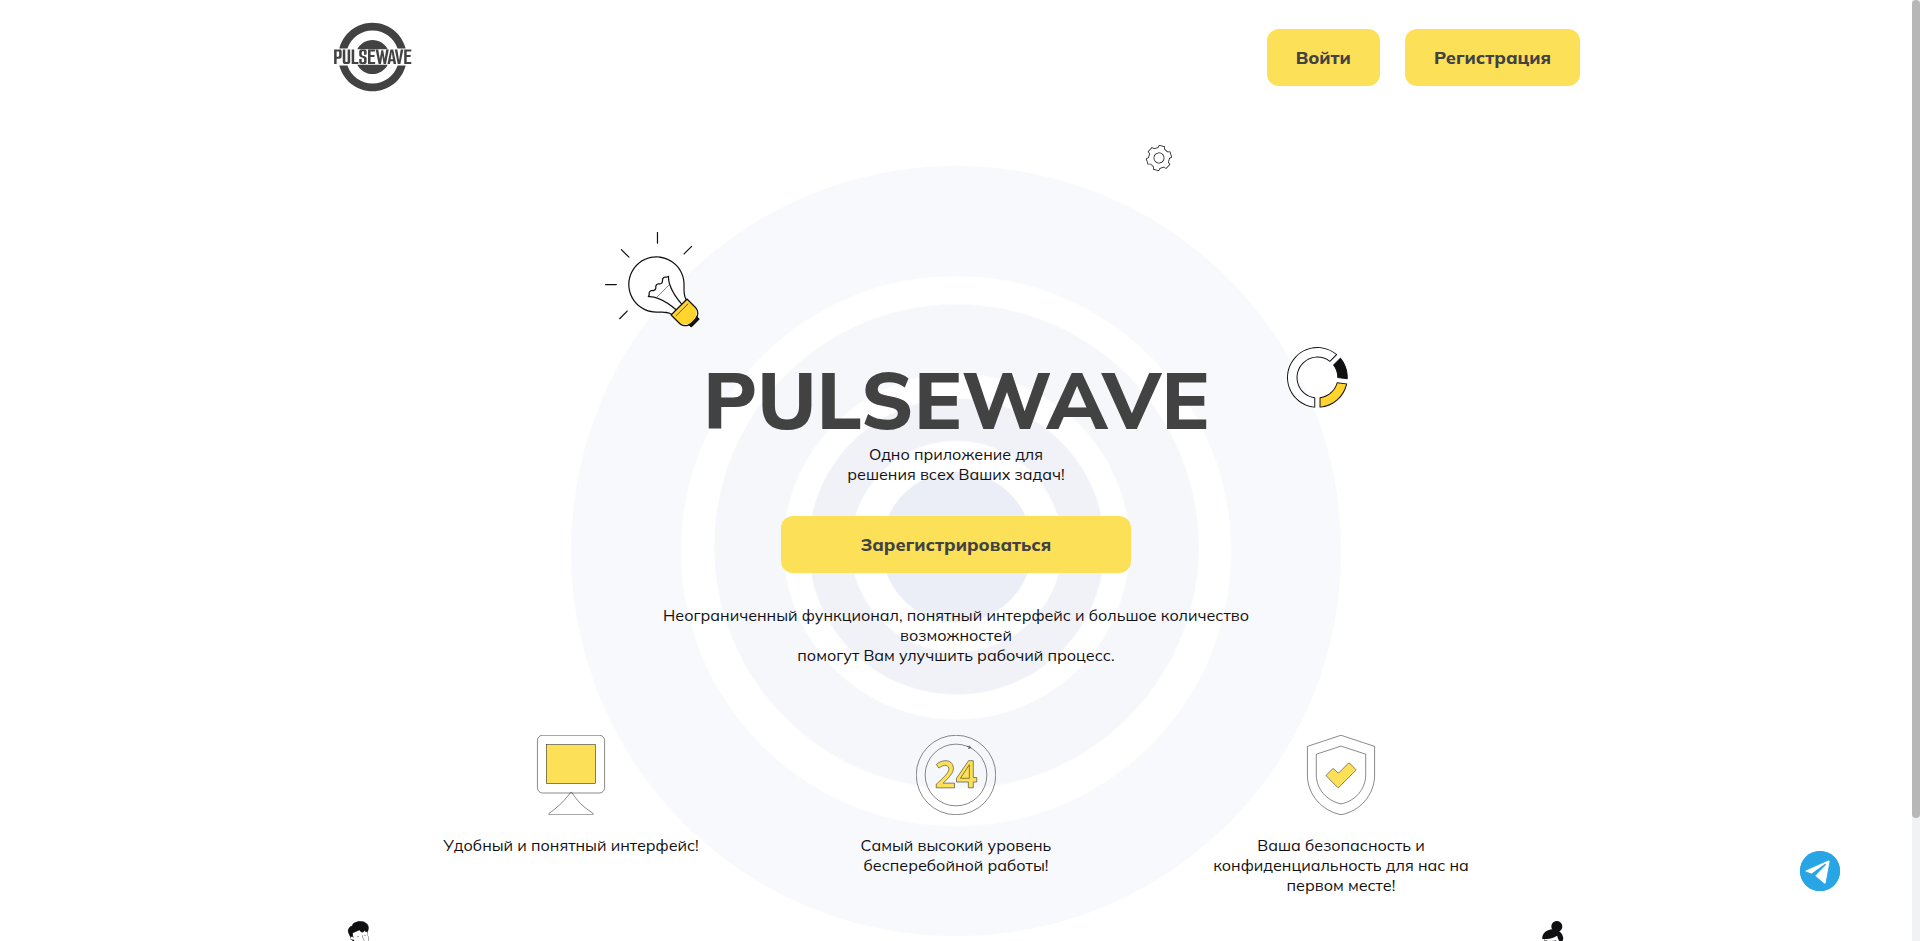 PULSEWAVE
Войти
Регистрация
PULSEWAVE
Одно приложение для
решения всех Ваших задач!
Зарегистрироваться
Неограниченный функционал, понятный интерфейс и большое количество
возможностей
помогут Вам улучшить рабочий процесс.
24
Удобный и понятный интерфейс!
Самый высокий уровень
бесперебойной работы!
Ваша безопасность и
конфиденциальность для нас на
первом месте!